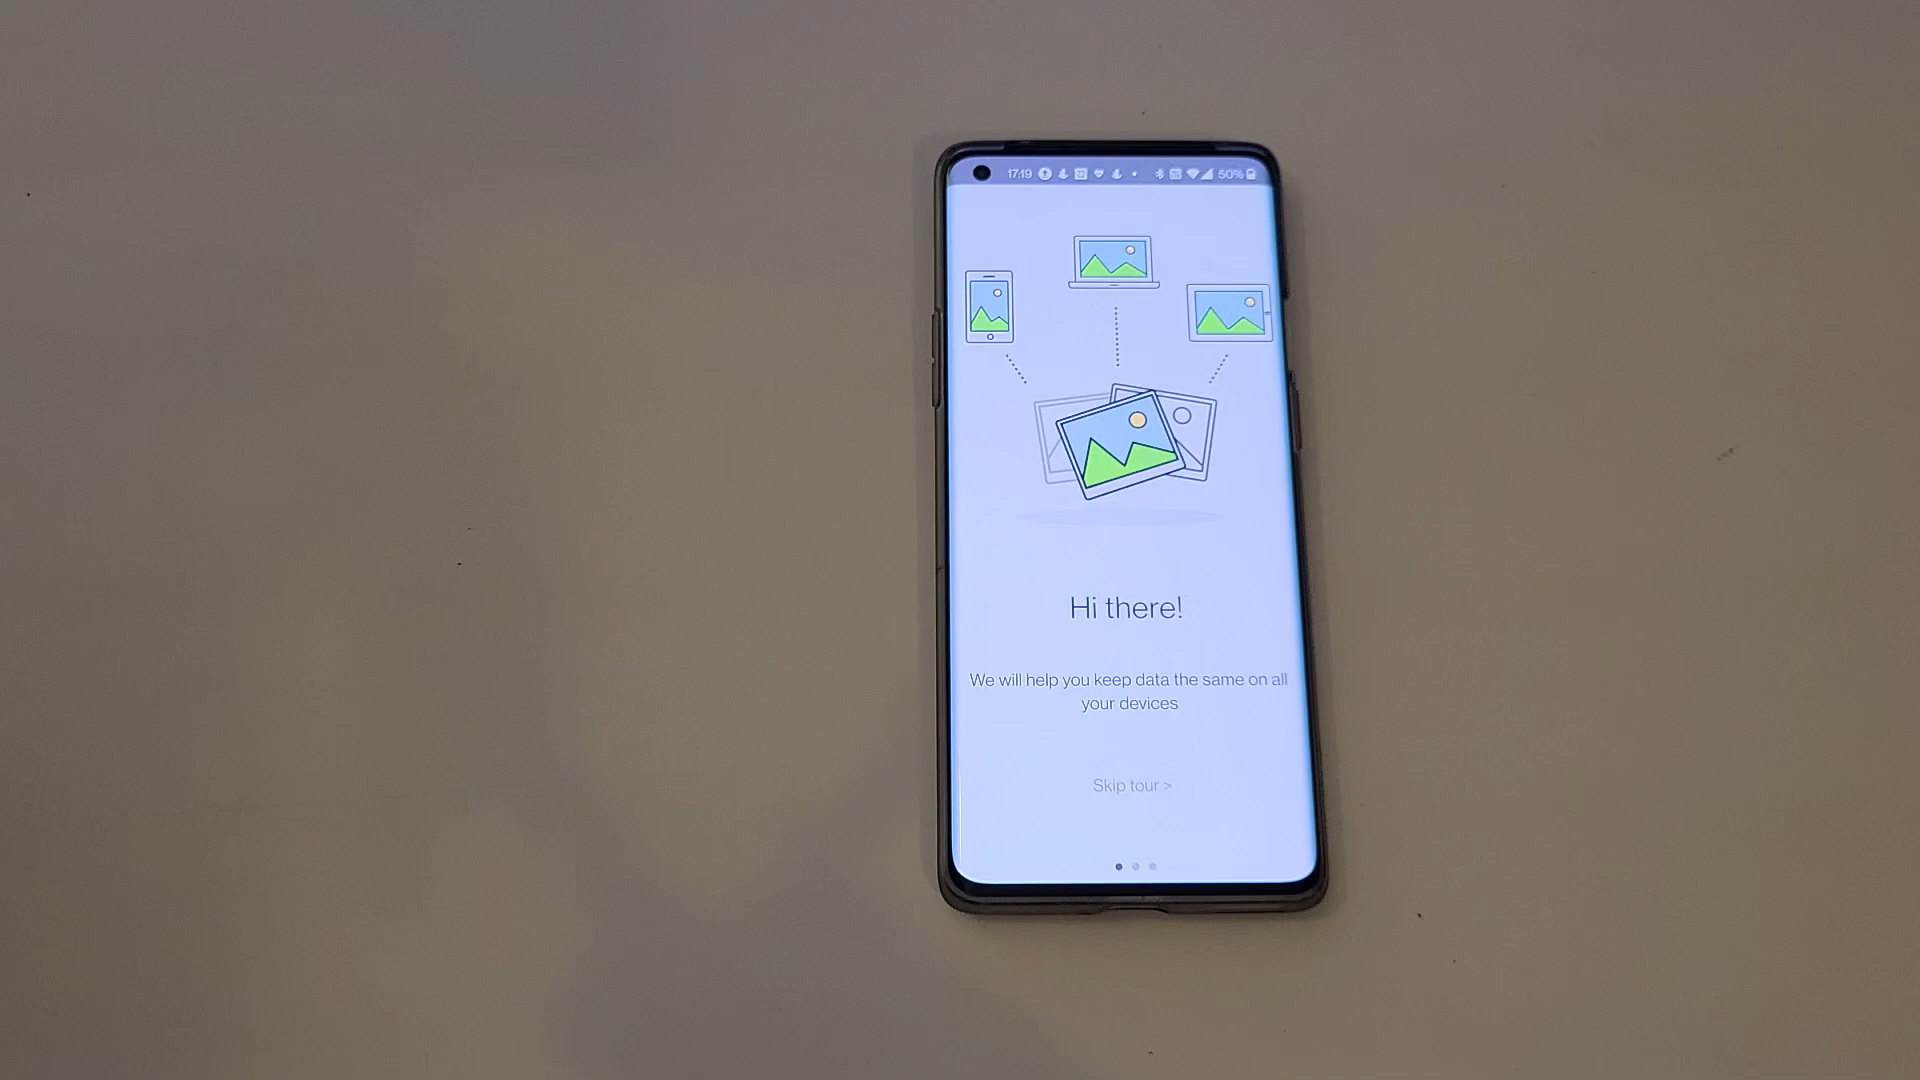 17:19 50%
Hi there!
We will help you keep data the same on all
your devices
Skip tour >